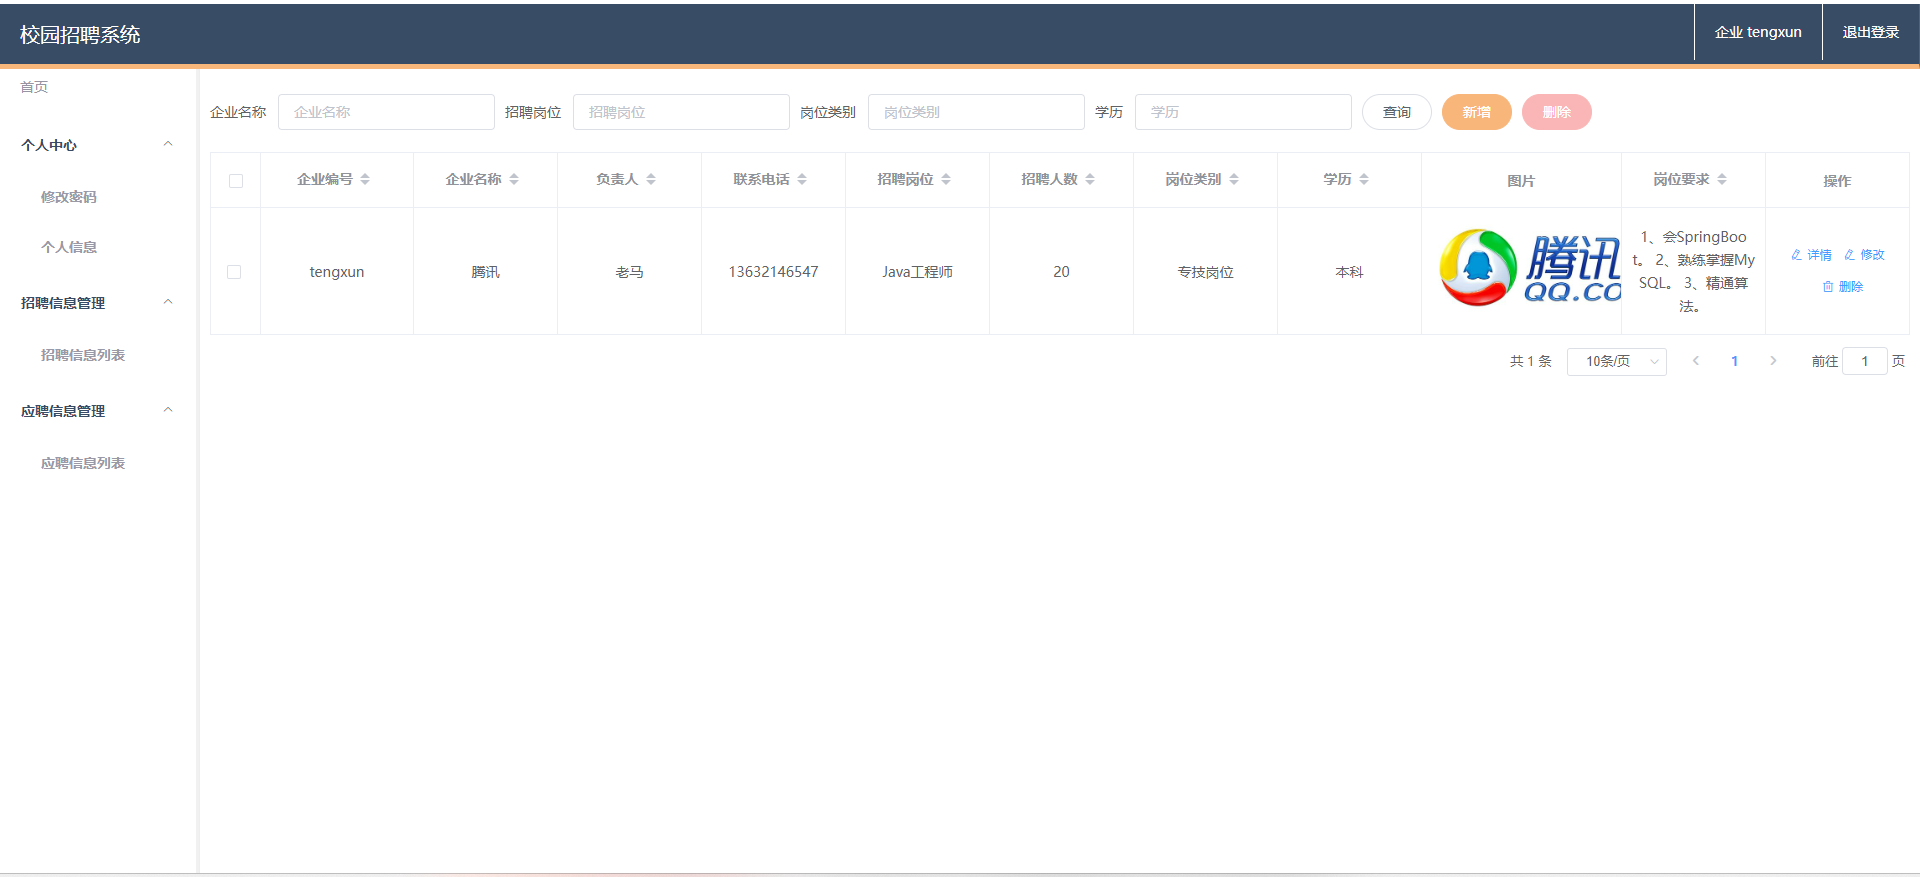 校园招聘系统
企业 tengxun
退出登录
首页
个人中心
修改密码
个人信息
招聘信息管理
招聘信息列表
应聘信息管理
应聘信息列表
企业名称 企业名称 招聘岗位 招聘岗位 岗位类别 岗位类别 学历 学历 查询 新增 删除
企业编号 企业名称 负责人 联系电话 招聘岗位 招聘人数 岗位类别 学历 图片 岗位要求 操作
tengxun 腾讯 老马 13632146547 Java工程师 20 专技岗位 本科
腾讯
QQ.CO
1、会SpringBoo
t。 2、熟练掌握My
SQL。 3、精通算
法。
详情 修改
删除
共 1 条 10条/页 1 前往 1 页